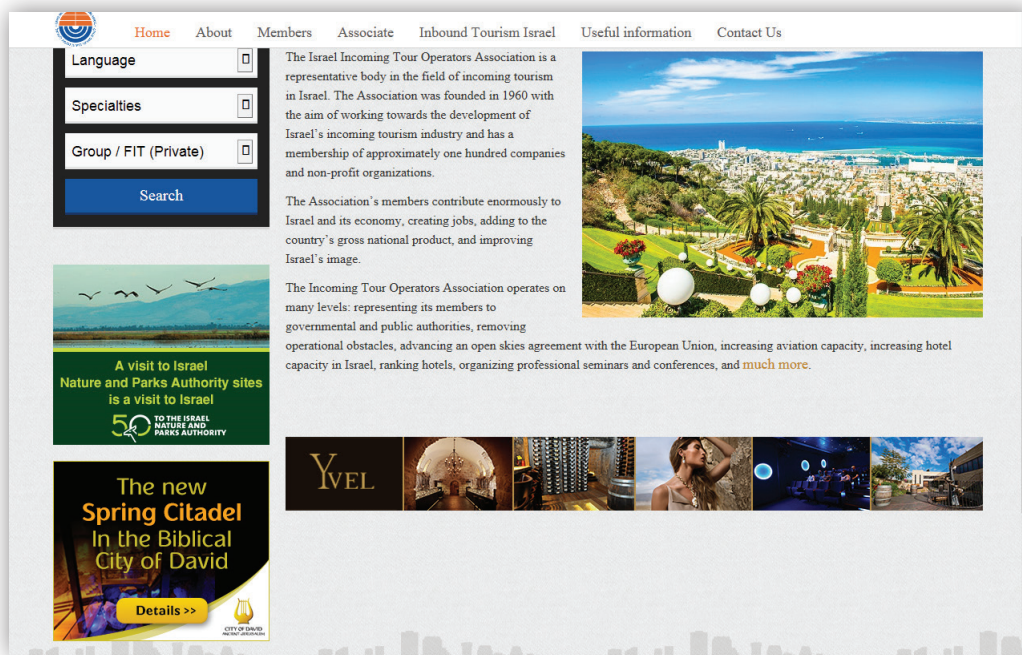 Home About Members Associate Inbound Tourism Israel Useful information Contact Us
Language
Specialties
Group / FIT (Private)
Search
The Israel Incoming Tour Operators Association is a
representative body in the field of incoming tourism
in Israel. The Association was founded in 1960 with
the aim of working towards the development of
Israel’s incoming tourism industry and has a
membership of approximately one hundred companies
and non-profit organizations.
The Association’s members contribute enormously to
Israel and its economy, creating jobs, adding to the
country’s gross national product, and improving
Israel’s image.
The Incoming Tour Operators Association operates on
many levels: representing its members to
governmental and public authorities, removing
operational obstacles, advancing an open skies agreement with the European Union, increasing aviation capacity, increasing hotel
capacity in Israel, ranking hotels, organizing professional seminars and conferences, and much more.
A visit to Israel
Nature and Parks Authority sites
is a visit to Israel
50 TO THE ISRAEL
NATURE AND
PARKS AUTHORITY
YVEL
The new
Spring Citadel
In the Biblical
City of David
Details >>
CITY OF DAVID
ANCIENT JERUSALEM